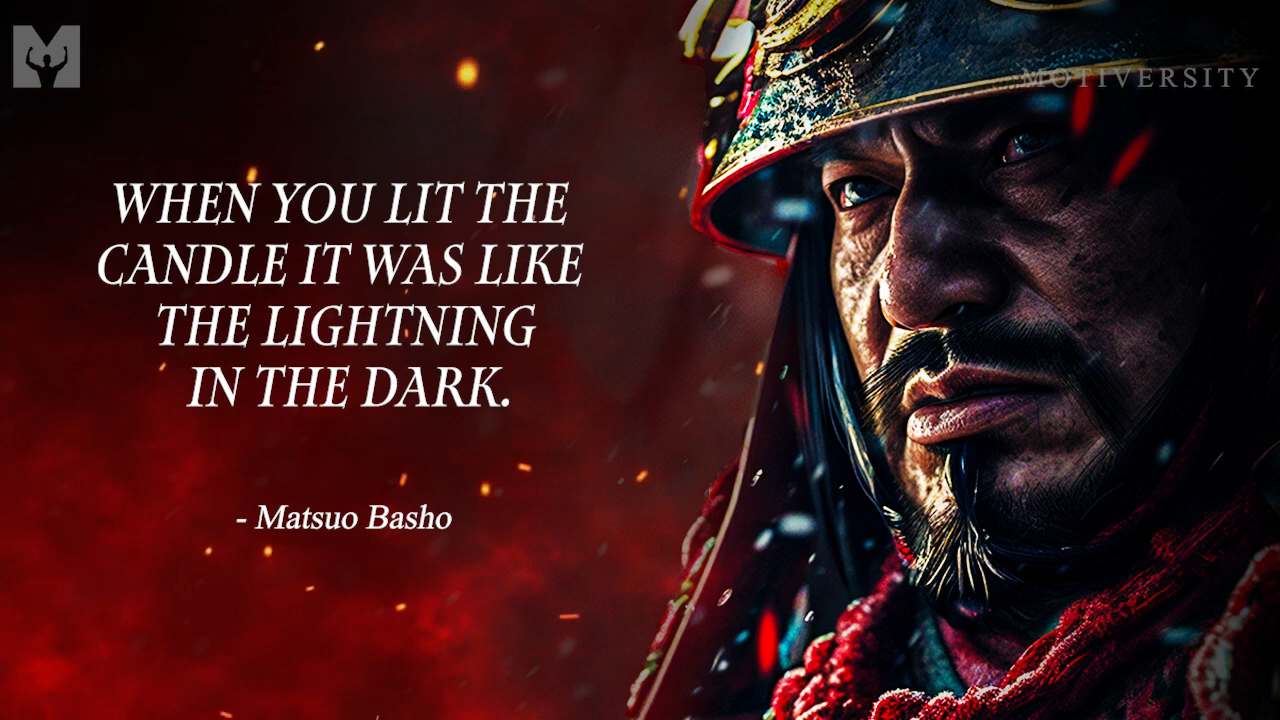 MOTIVERSITY
WHEN YOU LIT THE
CANDLE IT WAS LIKE
THE LIGHTNING
IN THE DARK.
- Matsuo Basho